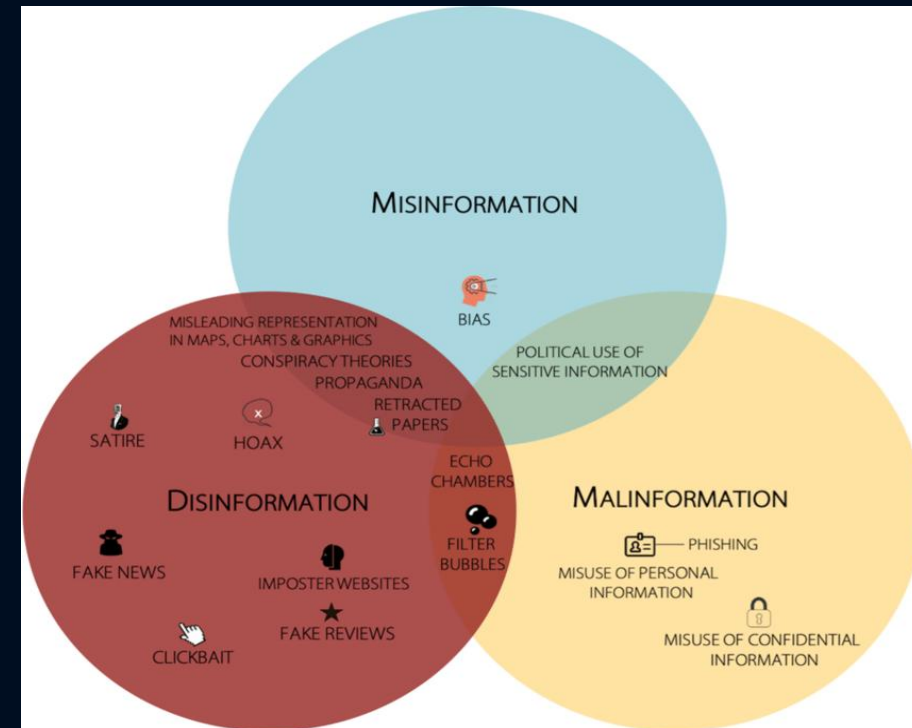 MISINFORMATION
BIAS
MISLEADING REPRESENTATION
IN MAPS, CHARTS & GRAPHICS
CONSPIRACY THEORIES
PROPAGANDA
RETRACTED
PAPERS
POLITICAL USE OF
SENSITIVE INFORMATION
SATIRE
X
HOAX
ECHO
CHAMBERS
DISINFORMATION
MALINFORMATION
FILTER
BUBBLES
FAKE NEWS
IMPOSTER WEBSITES
FAKE REVIEWS
CLICKBAIT
PHISHING
MISUSE OF PERSONAL
INFORMATION
MISUSE OF CONFIDENTIAL
INFORMATION